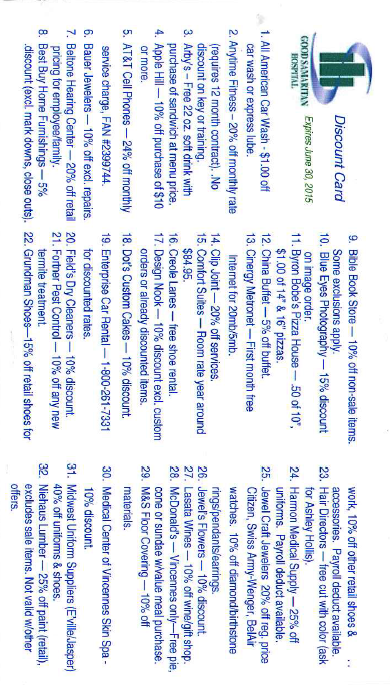 GOOD SAMARITAN
HOSPITAL
Discount Card
Expires June 30, 2015
1. All American Car Wash - $1.00 off
car wash or express lube.
2. Anytime Fitness – 20% off monthly rate
(requires 12 month contract). No
discount on key or training.
3. Arby's – Free 22 oz. soft drink with
purchase of sandwich at menu price.
4. Apple Hill — 10% off purchase of $10
or more.
5. AT&T Cell Phones — 24% off monthly
service charge, FAN #2399744.
6. Bauer Jewelers — 10% off excl. repairs.
7. Beltone Hearing Center — 20% off retail
pricing for employee/family.
8. Best Buy Home Furnishings — 5%
discount (excl. mark downs, close outs).
9. Bible Book Store — 10% off non-sale items.
Some exclusions apply.
10. Blue Eyes Photography — 15% discount
on image order.
11. Byron Bobe's Pizza House — .50 of 10",
$1.00 of 14" & 16" pizzas.
12. China Buffet — 5% off buffet.
13. Cinergy Metronet – First month free
Internet for 20mb/5mb.
14. Clip Joint — 20% off services.
15. Comfort Suites — Room rate year around
$84.95.
16. Creole Lanes — free shoe rental.
17. Design Nook — 10% discount excl. custom
orders or already discounted items.
18. Dot's Custom Cakes — 10% discount.
19. Enterprise Car Rental — 1-800-261-7331
for discounted rates.
20. Field's Dry Cleaners — 10% discount.
21. Forner Pest Control — 10% off any new
termite treatment.
22. Grundman Shoes—15% off retail shoes for
work, 10% off other retail shoes &
accessories. Payroll deduct available.
23. Hair Directors — free cut with color (ask
for Ashley Hollis).
24. Harmon Medical Supply — 25% off
uniforms. Payroll deduct available.
25. Jewel Craft Jewelers 20% off reg. price
Citizen, Swiss Army-Wenger, BelAir
watches. 10% off diamond/birthstone
rings/pendants/earrings.
26. Jewel's Flowers — 10% discount.
27. Lasata Wines — 10% off wine/gift shop.
28. McDonald's — Vincennes only—Free pie,
cone or sundae w/value meal purchase.
29. M&S Floor Covering — 10% off
materials.
30. Medical Center of Vincennes Skin Spa -
10% discount.
31. Midwest Uniform Suppliers (E'ville/Jasper)
40% off uniforms & shoes.
32. Niehaus Lumber — 25% off paint (retail),
excludes sale items. Not valid w/other
offers.